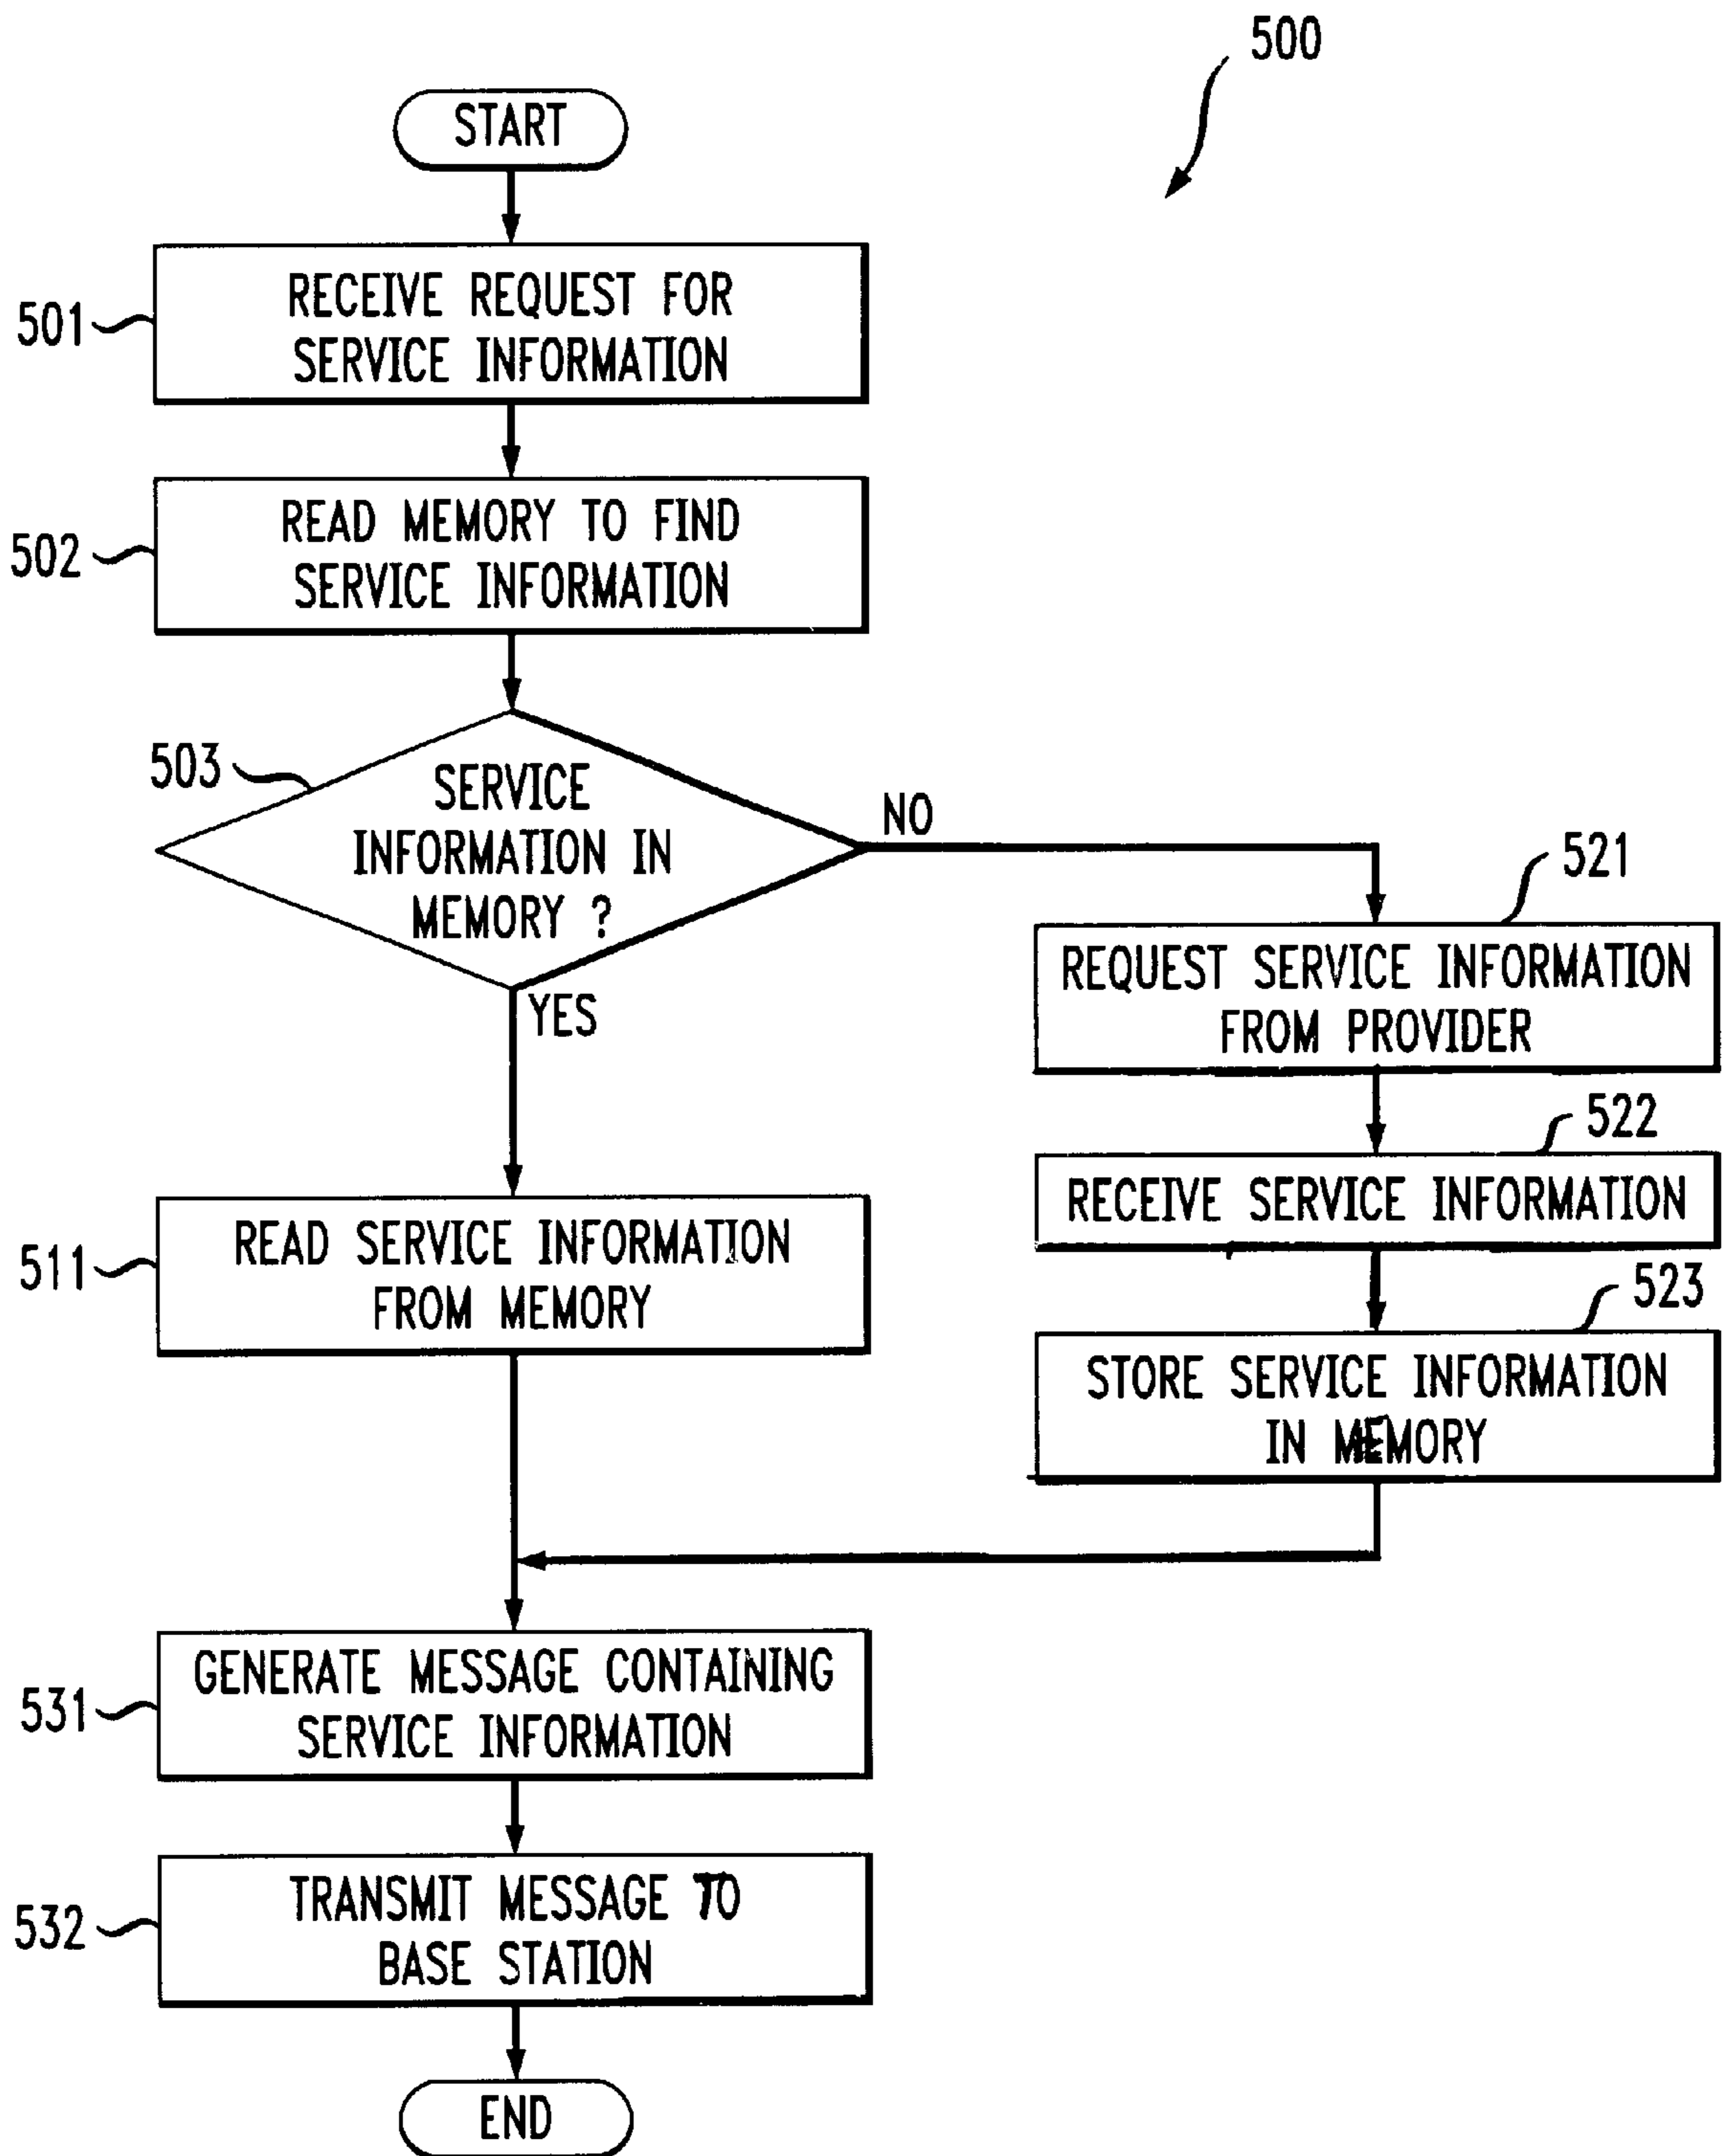 500
START
501
RECEIVE REQUEST FOR
SERVICE INFORMATION
502
READ MEMORY TO FIND
SERVICE INFORMATION
503
SERVICE
INFORMATION IN
MEMORY ?
NO
YES
521
REQUEST SERVICE INFORMATION
FROM PROVIDER
522
RECEIVE SERVICE INFORMATION
523
STORE SERVICE INFORMATION
IN MEMORY
511
READ SERVICE INFORMATION
FROM MEMORY
531
GENERATE MESSAGE CONTAINING
SERVICE INFORMATION
532
TRANSMIT MESSAGE TO
BASE STATION
END